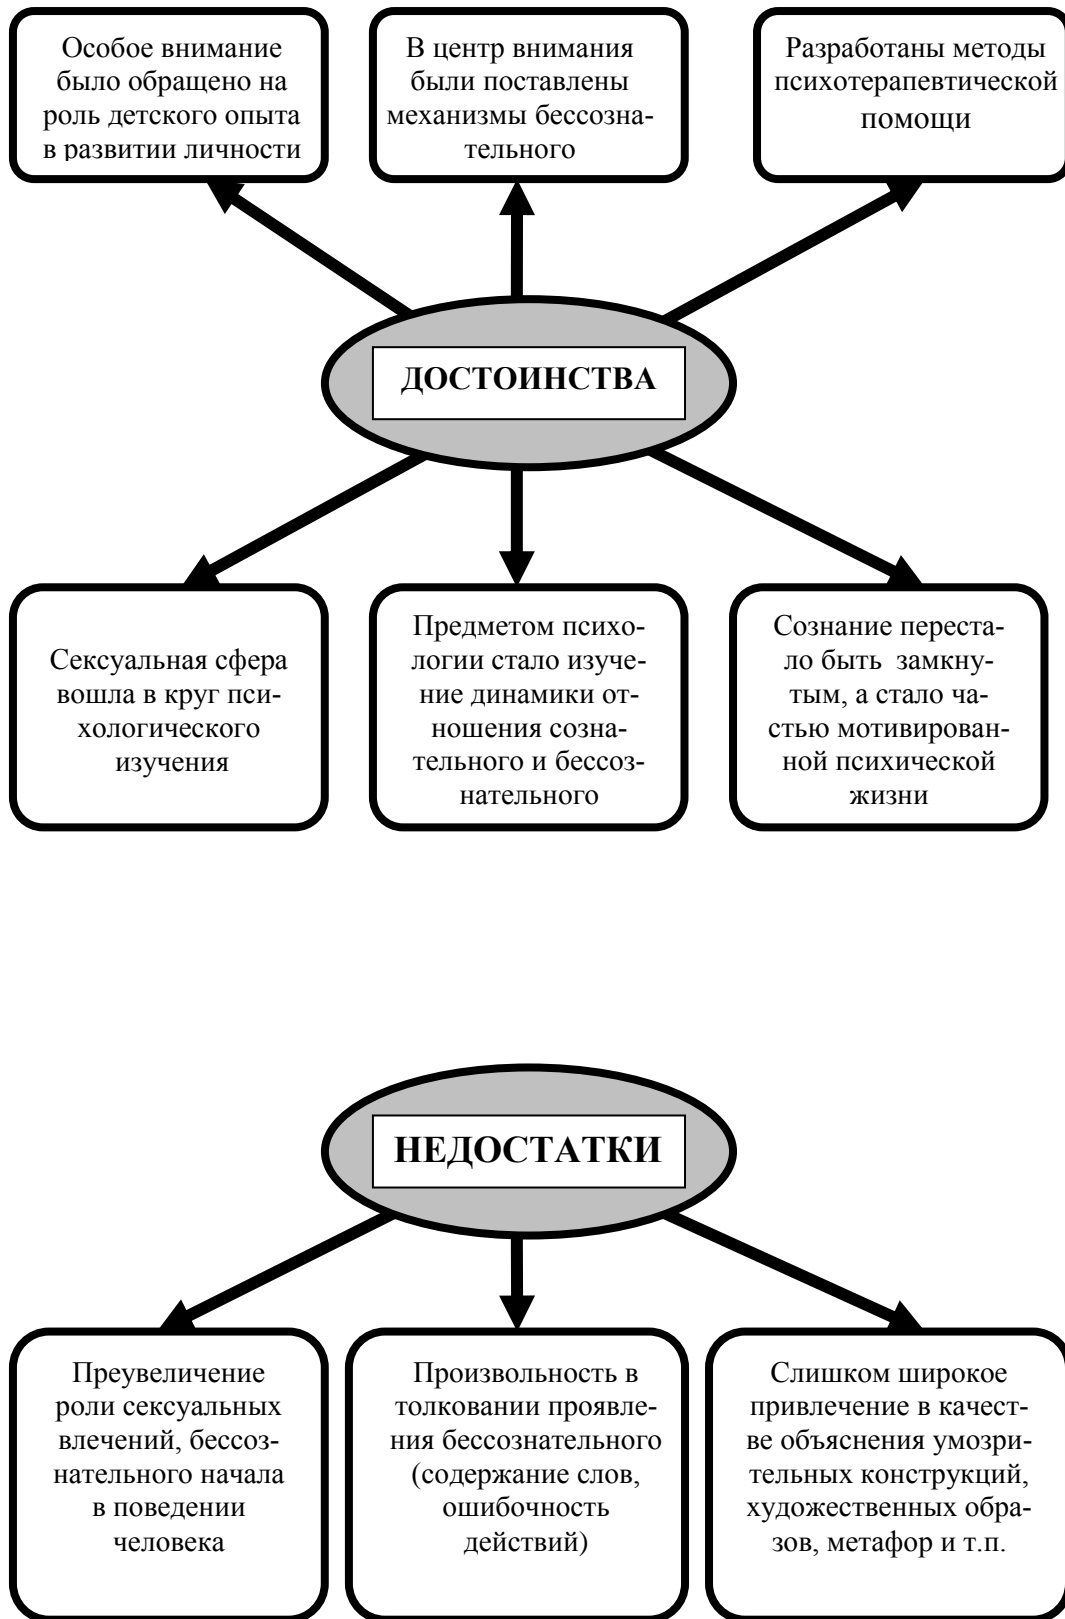 Особое внимание
было обращено на
роль детского опыта
в развитии личности
В центр внимания
были поставлены
механизмы бессозна-
тельного
Разработаны методы
психотерапевтической
помощи
ДОСТОИНСТВА
Сексуальная сфера
вошла в круг пси-
хологического
изучения
Предметом психо-
логии стало изуче-
ние динамики от-
ношения созна-
тельного и бессоз-
нательного
Сознание переста-
ло быть замкну-
тым, а стало ча-
стью мотивирован-
ной психической
жизни
НЕДОСТАТКИ
Преувеличение
роли сексуальных
влечений, бессоз-
нательного начала
в поведении
человека
Произвольность в
толковании проявле-
ния бессознательного
(содержание слов,
ошибочность
действий)
Слишком широкое
привлечение в качест-
ве объяснения умозри-
тельных конструкций,
художественных обра-
зов, метафор и т.п.